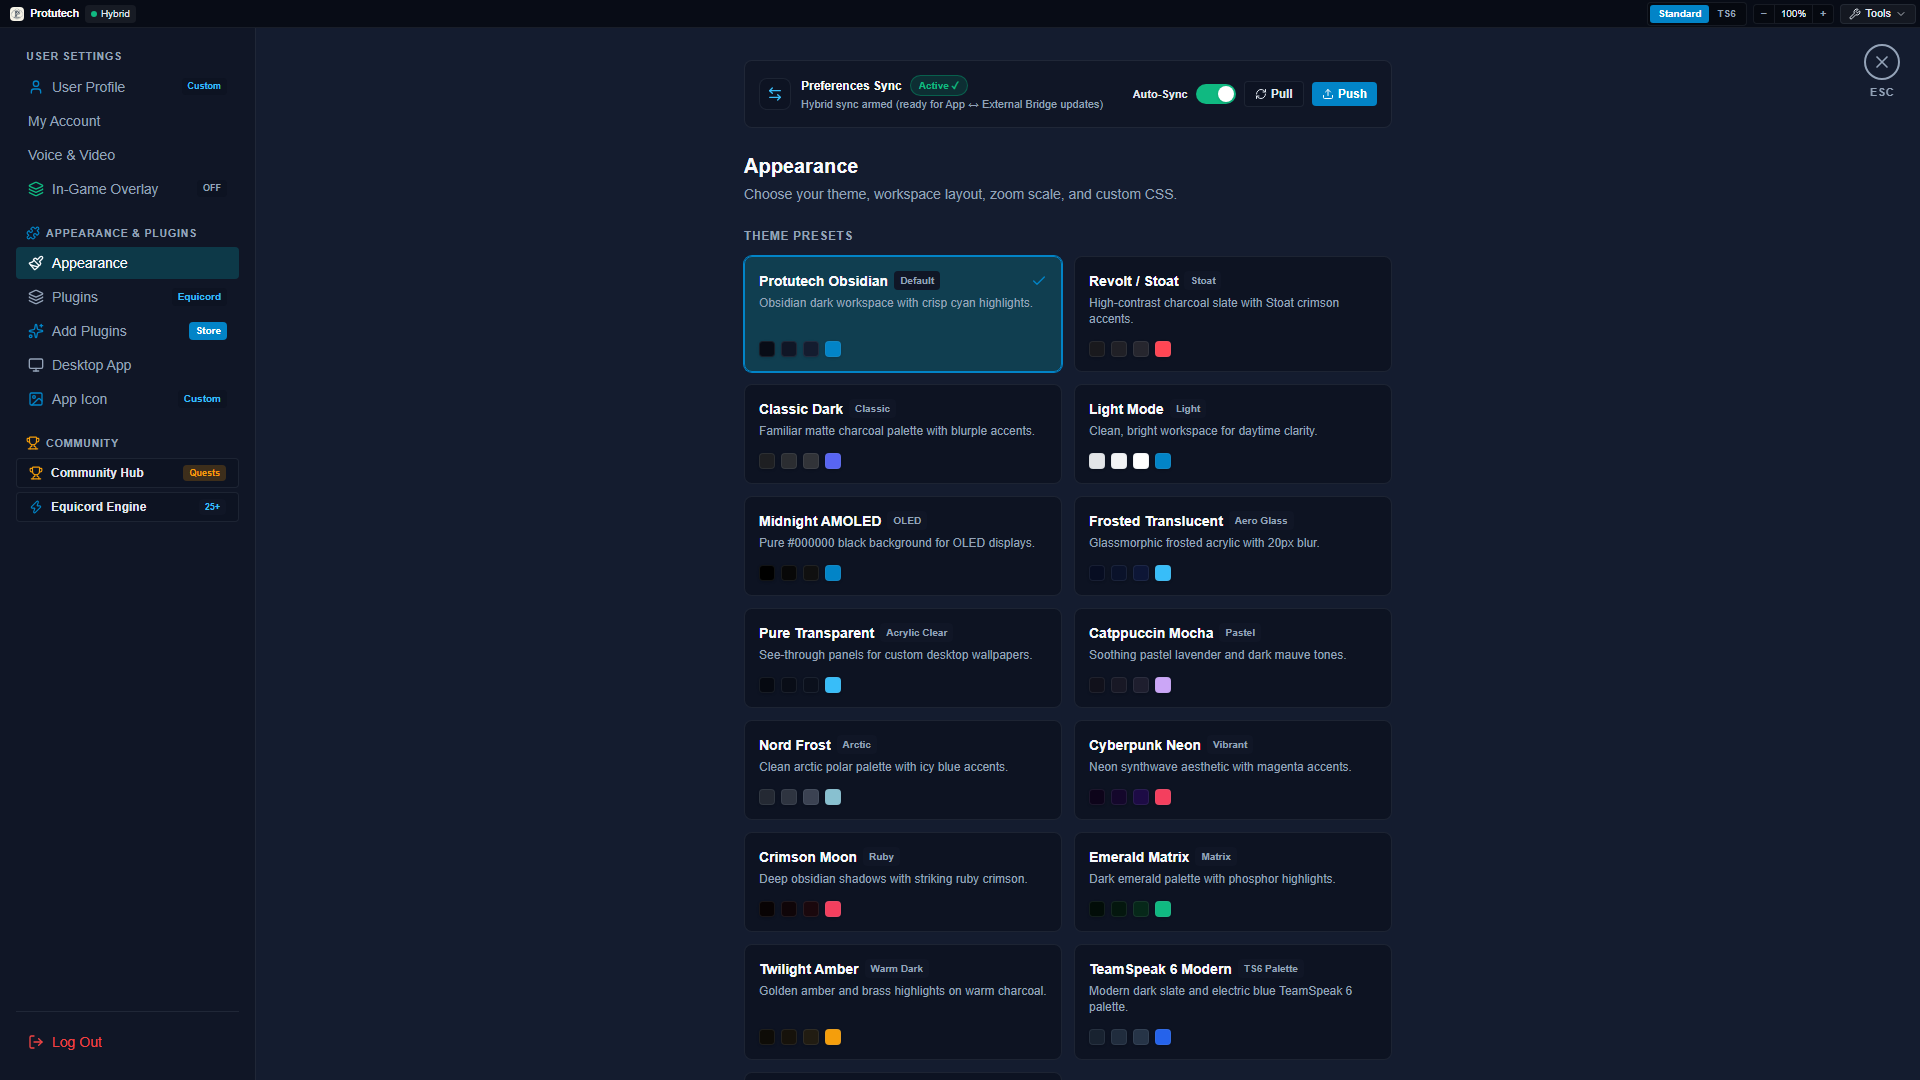 Protutech
Hybrid
Standard
TS6
− 100% +
Tools
USER SETTINGS
User Profile
Custom
My Account
Voice & Video
In-Game Overlay
OFF
APPEARANCE & PLUGINS
Appearance
Plugins
Equicord
Add Plugins
Store
Desktop App
App Icon
Custom
COMMUNITY
Community Hub
Quests
Equicord Engine
25+
Log Out
Preferences Sync
Active ✓
Hybrid sync armed (ready for App ↔ External Bridge updates)
Auto-Sync
Pull
Push
ESC
Appearance
Choose your theme, workspace layout, zoom scale, and custom CSS.
THEME PRESETS
Protutech Obsidian
Default
Obsidian dark workspace with crisp cyan highlights.
Revolt / Stoat
Stoat
High-contrast charcoal slate with Stoat crimson
accents.
Classic Dark
Classic
Familiar matte charcoal palette with blurple accents.
Light Mode
Light
Clean, bright workspace for daytime clarity.
Midnight AMOLED
OLED
Pure #000000 black background for OLED displays.
Frosted Translucent
Aero Glass
Glassmorphic frosted acrylic with 20px blur.
Pure Transparent
Acrylic Clear
See-through panels for custom desktop wallpapers.
Catppuccin Mocha
Pastel
Soothing pastel lavender and dark mauve tones.
Nord Frost
Arctic
Clean arctic polar palette with icy blue accents.
Cyberpunk Neon
Vibrant
Neon synthwave aesthetic with magenta accents.
Crimson Moon
Ruby
Deep obsidian shadows with striking ruby crimson.
Emerald Matrix
Matrix
Dark emerald palette with phosphor highlights.
Twilight Amber
Warm Dark
Golden amber and brass highlights on warm charcoal.
TeamSpeak 6 Modern
TS6 Palette
Modern dark slate and electric blue TeamSpeak 6
palette.